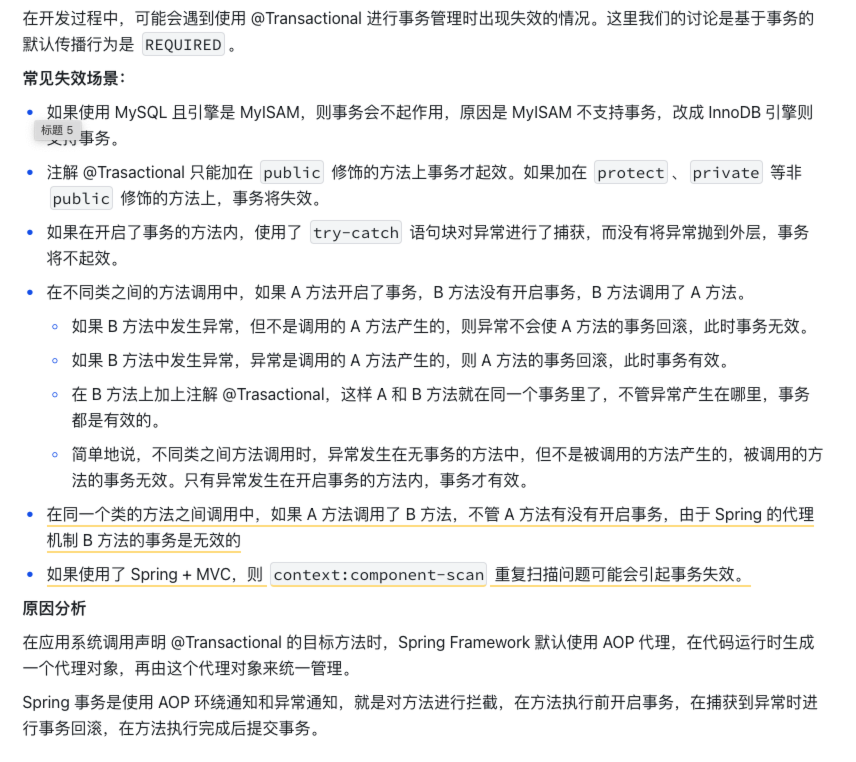 在开发过程中，可能会遇到使用 @Transactional 进行事务管理时出现失效的情况。这里我们的讨论是基于事务的
默认传播行为是 REQUIRED 。
常见失效场景：
如果使用 MySQL 且引擎是 MyISAM，则事务会不起作用，原因是 MyISAM 不支持事务，改成 InnoDB 引擎则
标题 5
支持事务。
注解 @Trasactional 只能加在 public 修饰的方法上事务才起效。如果加在 protect 、 private 等非
public 修饰的方法上，事务将失效。
如果在开启了事务的方法内，使用了 try-catch 语句块对异常进行了捕获，而没有将异常抛到外层，事务
将不起效。
在不同类之间的方法调用中，如果 A 方法开启了事务，B 方法没有开启事务，B 方法调用了 A 方法。
如果 B 方法中发生异常，但不是调用的 A 方法产生的，则异常不会使 A 方法的事务回滚，此时事务无效。
如果 B 方法中发生异常，异常是调用的 A 方法产生的，则 A 方法的事务回滚，此时事务有效。
在 B 方法上加上注解 @Trasactional，这样 A 和 B 方法就在同一个事务里了，不管异常产生在哪里，事务
都是有效的。
简单地说，不同类之间方法调用时，异常发生在无事务的方法中，但不是被调用的方法产生的，被调用的方
法的事务无效。只有异常发生在开启事务的方法内，事务才有效。
在同一个类的方法之间调用中，如果 A 方法调用了 B 方法，不管 A 方法有没有开启事务，由于 Spring 的代理
机制 B 方法的事务是无效的
如果使用了 Spring + MVC，则 context:component-scan 重复扫描问题可能会引起事务失效。
原因分析
在应用系统调用声明 @Transactional 的目标方法时，Spring Framework 默认使用 AOP 代理，在代码运行时生成
一个代理对象，再由这个代理对象来统一管理。
Spring 事务是使用 AOP 环绕通知和异常通知，就是对方法进行拦截，在方法执行前开启事务，在捕获到异常时进
行事务回滚，在方法执行完成后提交事务。